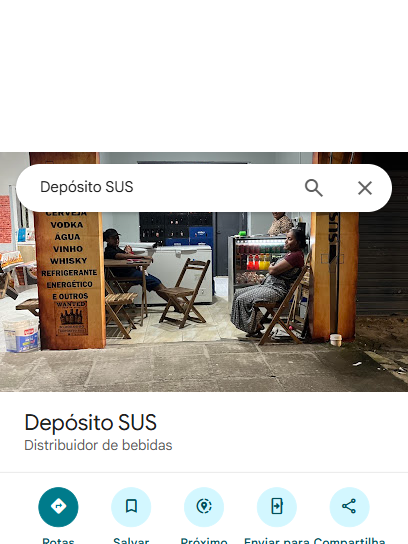 Depósito SUS
CERVEJA
VODKA
ÁGUA
VINHO
WHISKY
REFRIGERANTE
ENERGÉTICO
E OUTROS
WANTED
SUS
Depósito SUS
Distribuidor de bebidas
Rotas
Salvar
Próximo
Enviar para
Compartilha